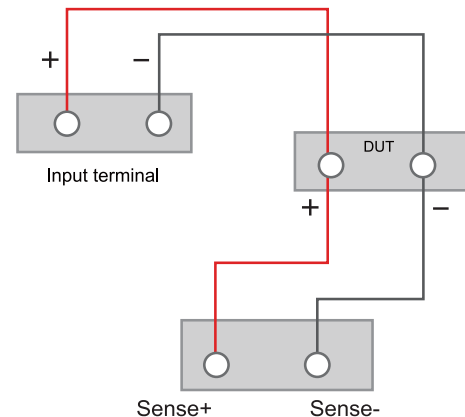 + −
Input terminal
DUT
+ −
Sense+ Sense-